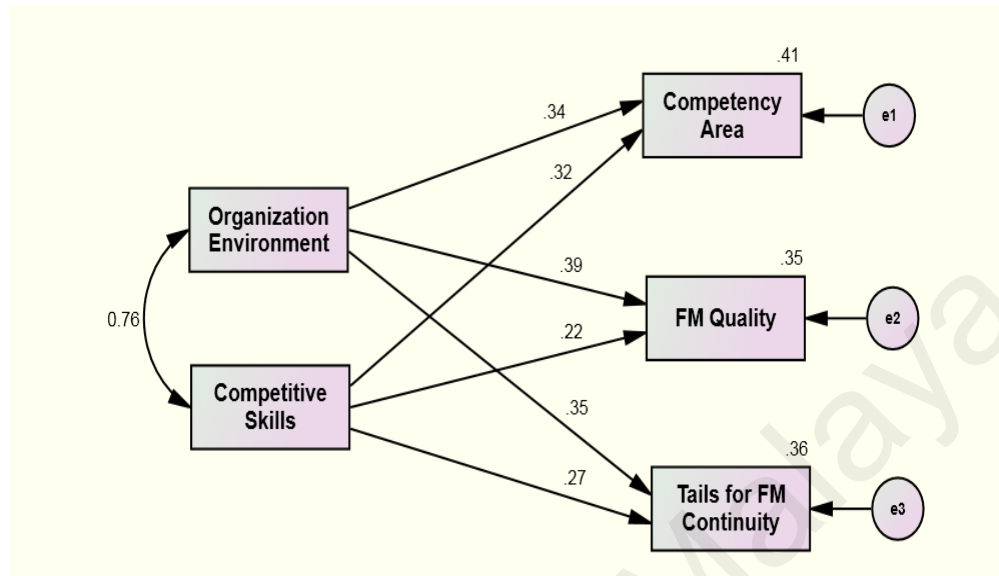 .41
Competency
Area
e1
.34
.32
Organization
Environment
.35
.39
FM Quality
e2
0.76
.22
Competitive
Skills
.35
.36
.27
Tails for FM
Continuity
e3
Malaya